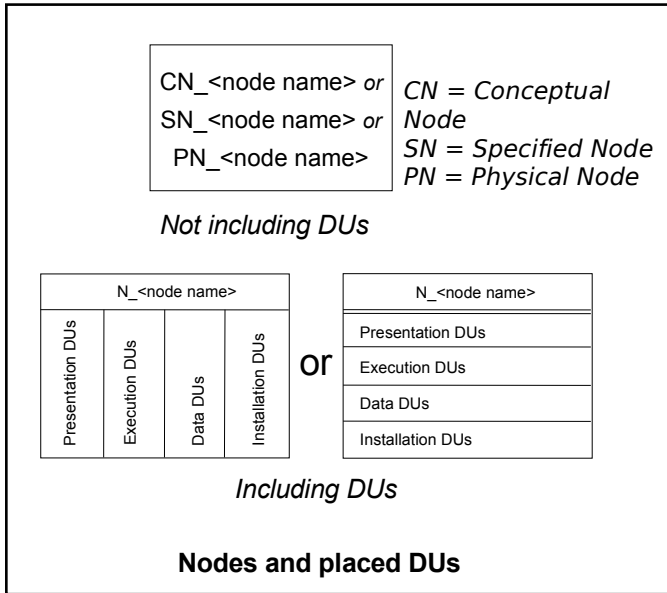 CN_<node name> or
SN_<node name> or
PN_<node name>
CN = Conceptual
Node
SN = Specified Node
PN = Physical Node
Not including DUs
N_<node name>
Presentation DUs
Execution DUs
Data DUs
Installation DUs
or
N_<node name>
Presentation DUs
Execution DUs
Data DUs
Installation DUs
Including DUs
Nodes and placed DUs